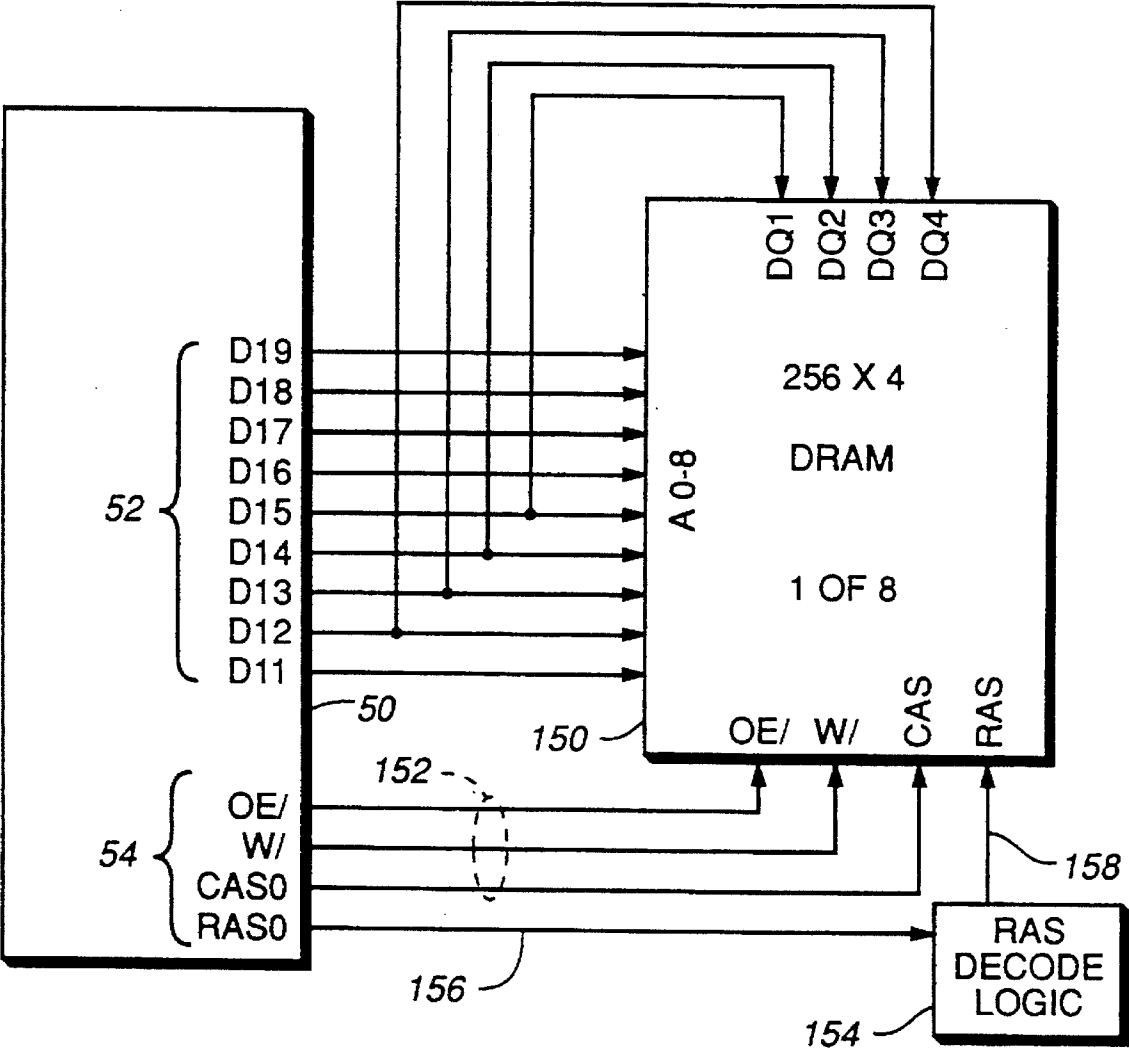 DQ1 DQ2 DQ3 DQ4
D19
D18
D17
D16
D15
D14
D13
D12
D11
52
A 0-8
256 X 4
DRAM
1 OF 8
50
150
OE/ W/ CAS RAS
152
54
OE/
W/
CAS0
RAS0
158
156
RAS
DECODE
LOGIC
154